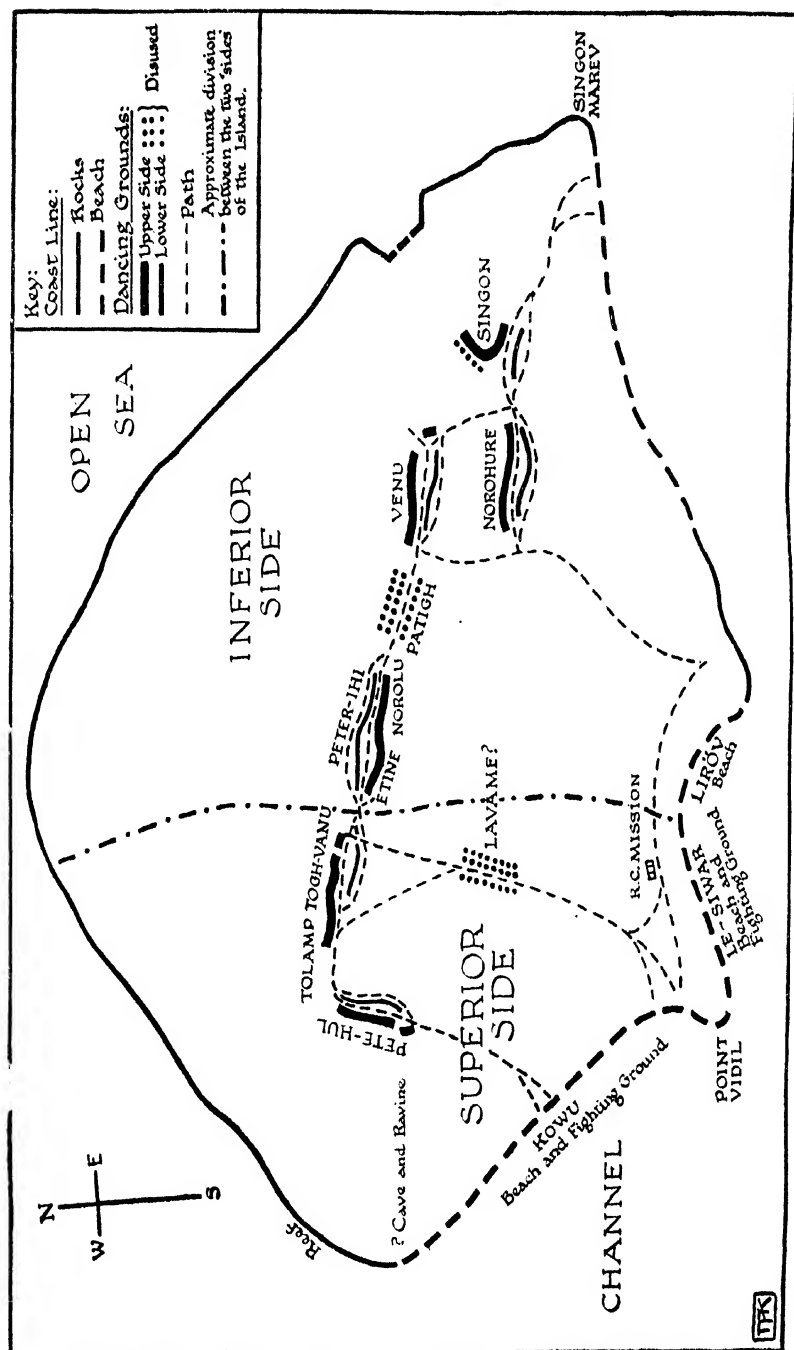 Key:
Coast Line:
Rocks
Beach
Dancing Grounds:
Upper Side
Lower Side
} Disused
Path
Approximate division
between the two 'sides'
of the Island.
N
W E
S
OPEN
SEA
INFERIOR
SIDE
SINGON
MAREV
SINGON
VENU
NOROHURE
PATIGH
PETER-IHI
ETINE NOROLU
TOLAMP TOGH-VANU
LAVAME?
PETE-HUL
SUPERIOR
SIDE
? Cave and Ravine
Reef
R.C. MISSION
LIRÖV
Beach
LE-SIWAR
Beach and
Fighting Ground
POINT
VIDIL
KOWU
Beach and Fighting Ground
CHANNEL